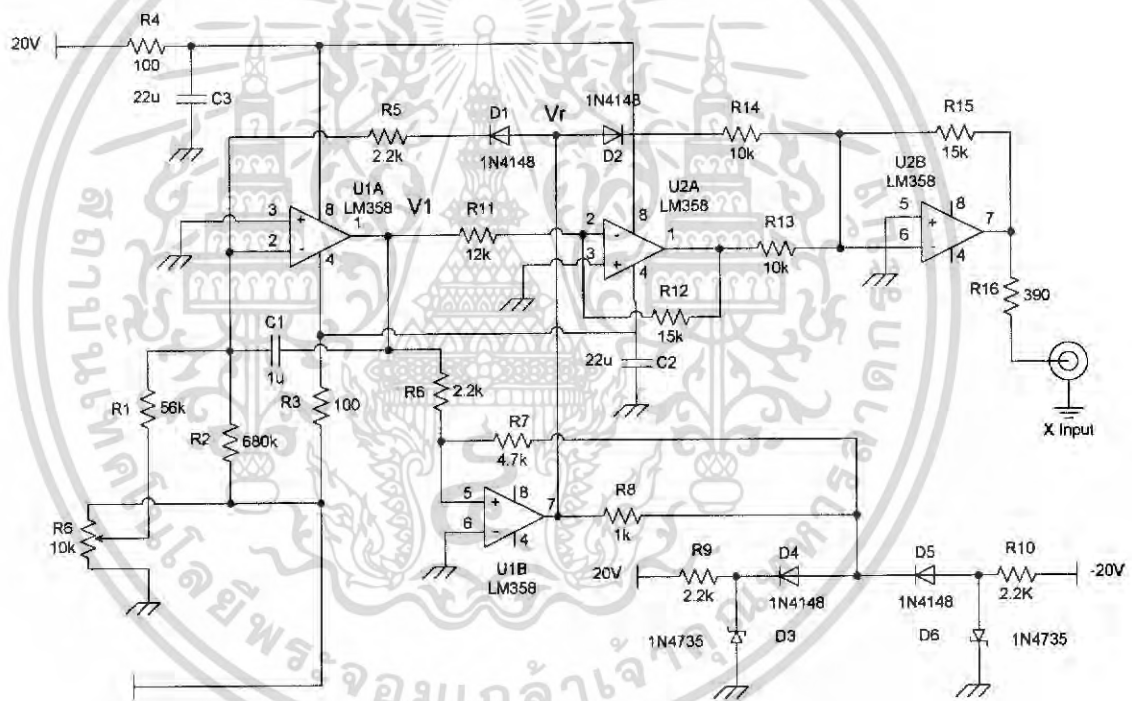 R4
20V
100
22u
C3
R5
2.2k
D1
1N4148
Vr
1N4148
D2
R14
10k
R15
15k
U1A
LM358
3
2
+
-
8
1
4
V1
R11
12k
U2A
LM358
2
3
-
+
8
1
4
R13
10k
R12
15k
U2B
LM358
5
6
+
-
8
7
4
R16
390
X Input
C1
1u
R1
56k
R2
680k
R3
100
22u
C2
R6
2.2k
R7
4.7k
R6
10k
5
6
+
-
8
7
4
U1B
LM358
R8
1k
20V
R9
2.2k
D4
1N4148
D5
1N4148
R10
2.2K
-20V
1N4735
D3
D6
1N4735